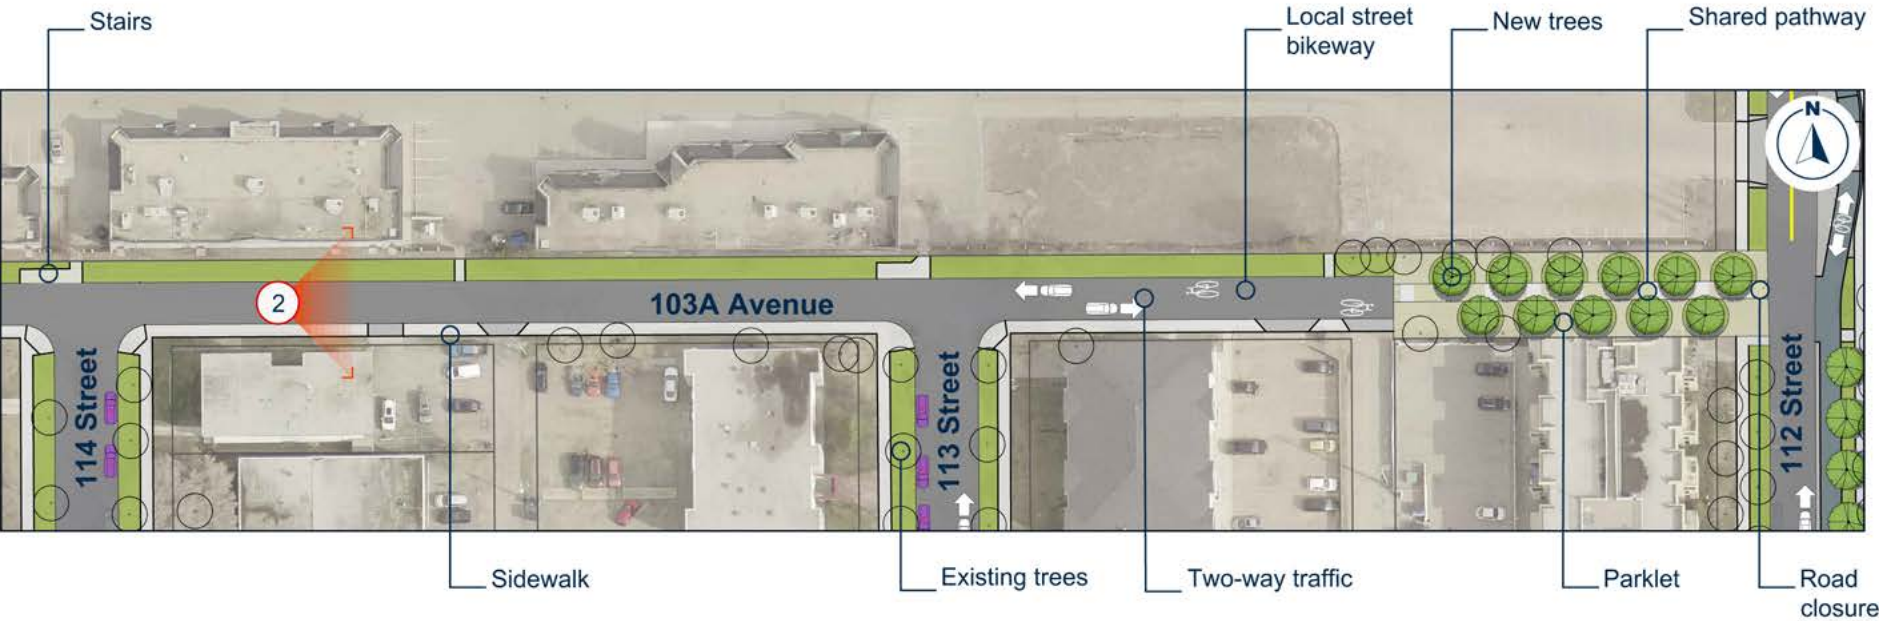 Stairs
Local street
bikeway
New trees
Shared pathway
N
2
103A Avenue
114 Street
113 Street
112 Street
Sidewalk
Existing trees
Two-way traffic
Parklet
Road
closure